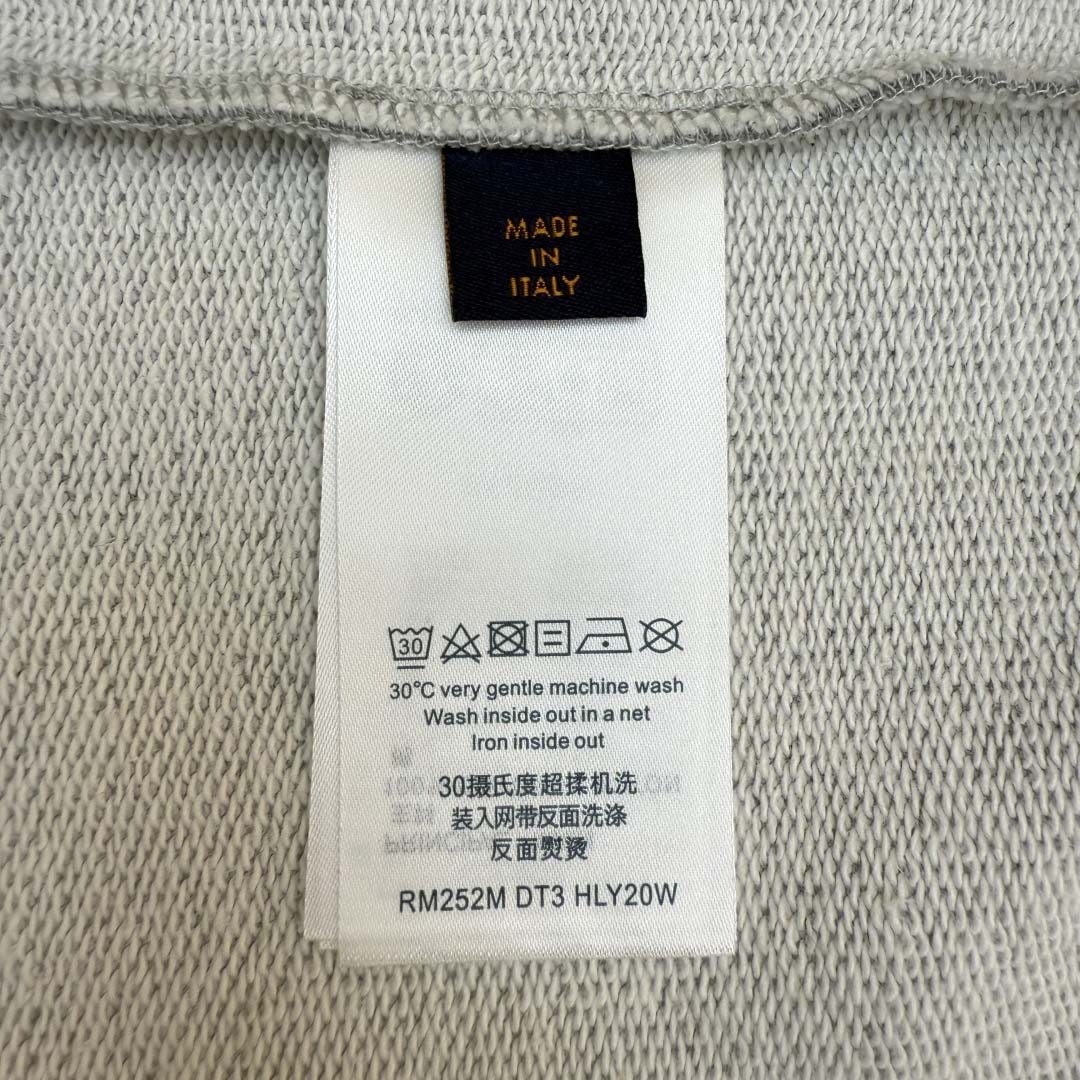 MADE
IN
ITALY
30
30°C very gentle machine wash
Wash inside out in a net
Iron inside out
30摄氏度超揉机洗
装入网带反面洗涤
反面熨烫
RM252M DT3 HLY20W